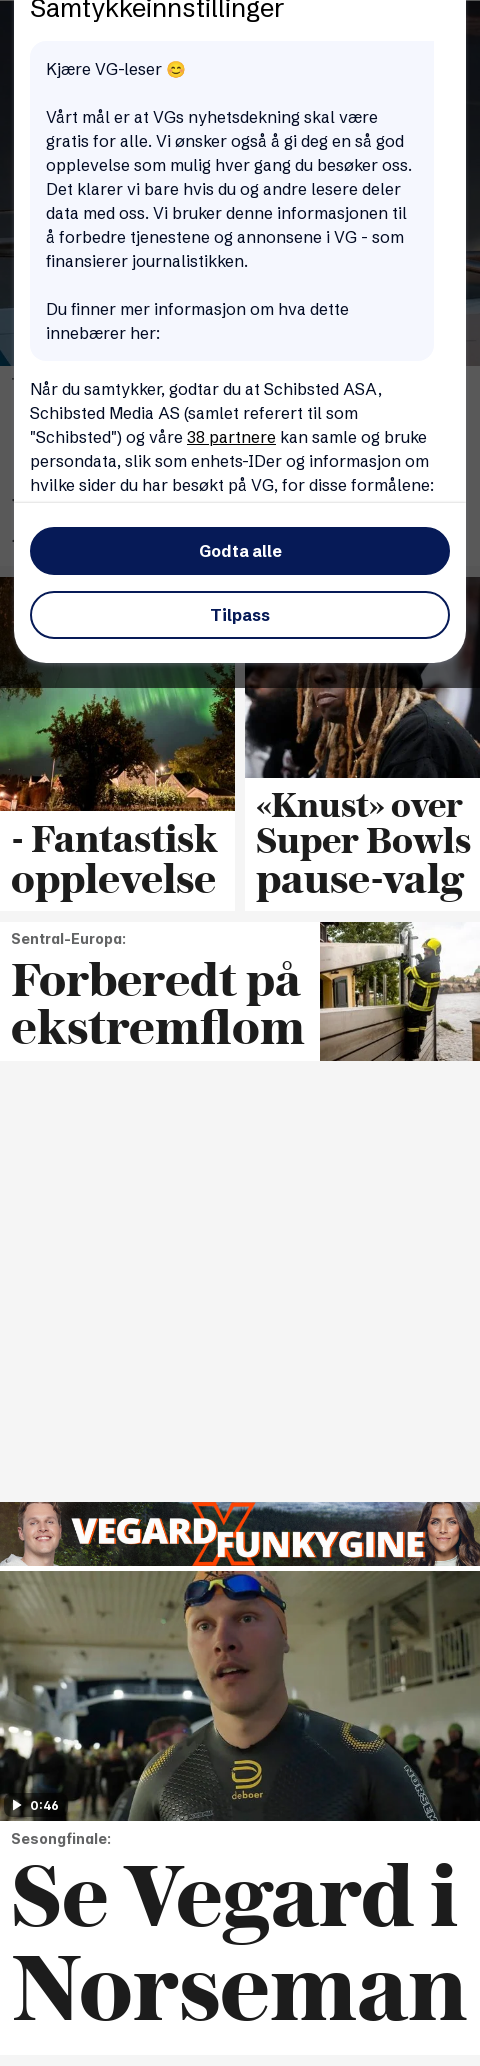 Samtykkeinnstillinger
Kjære VG-leser 😊
Vårt mål er at VGs nyhetsdekning skal være
gratis for alle. Vi ønsker også å gi deg en så god
opplevelse som mulig hver gang du besøker oss.
Det klarer vi bare hvis du og andre lesere deler
data med oss. Vi bruker denne informasjonen til
å forbedre tjenestene og annonsene i VG - som
finansierer journalistikken.
Du finner mer informasjon om hva dette
innebærer her:
Når du samtykker, godtar du at Schibsted ASA,
Schibsted Media AS (samlet referert til som
"Schibsted") og våre 38 partnere kan samle og bruke
persondata, slik som enhets-IDer og informasjon om
hvilke sider du har besøkt på VG, for disse formålene:
Godta alle
Tilpass
- Fantastisk
opplevelse
«Knust» over
Super Bowls
pause-valg
Sentral-Europa:
Forberedt på
ekstremflom
VEGARD X FUNKYGINE
deboer
NORSEM
0:46
Sesongfinale:
Se Vegard i
Norseman